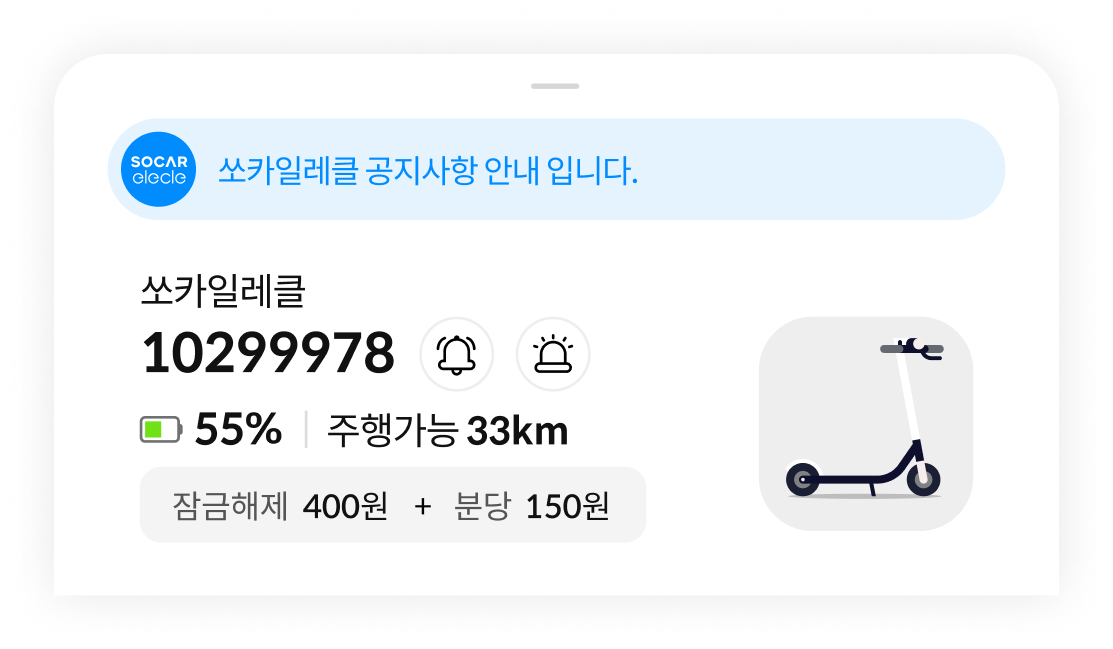 SOCAR
elecle
쏘카일레클 공지사항 안내 입니다.
쏘카일레클
10299978
55% 주행가능 33km
잠금해제 400원 + 분당 150원